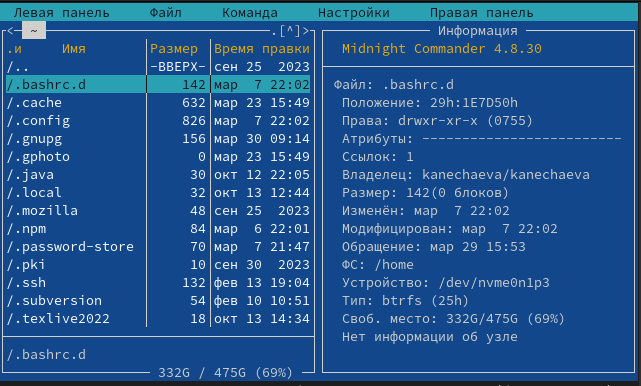 Левая панель Файл Команда Настройки Правая панель
<- ~ .[^]>
.и Имя Размер Время правки
/.. -ВВЕРХ- сен 25 2023
/.bashrc.d 142 мар 7 22:02
/.cache 632 мар 23 15:49
/.config 826 мар 7 22:02
/.gnupg 156 мар 30 09:14
/.gphoto 0 мар 23 15:49
/.java 30 окт 12 22:05
/.local 32 окт 13 12:44
/.mozilla 48 сен 25 2023
/.npm 84 мар 6 22:01
/.password-store 70 мар 7 21:47
/.pki 10 сен 30 2023
/.ssh 132 фев 13 19:04
/.subversion 54 фев 10 10:51
/.texlive2022 18 окт 13 14:34
/.bashrc.d
332G / 475G (69%)
Информация
Midnight Commander 4.8.30
Файл: .bashrc.d
Положение: 29h:1E7D50h
Права: drwxr-xr-x (0755)
Атрибуты: -------------------------
Ссылок: 1
Владелец: kanechaeva/kanechaeva
Размер: 142(0 блоков)
Изменён: мар 7 22:02
Модифицирован: мар 7 22:02
Обращение: мар 29 15:53
ФС: /home
Устройство: /dev/nvme0n1p3
Тип: btrfs (25h)
Своб. место: 332G/475G (69%)
Нет информации об узле